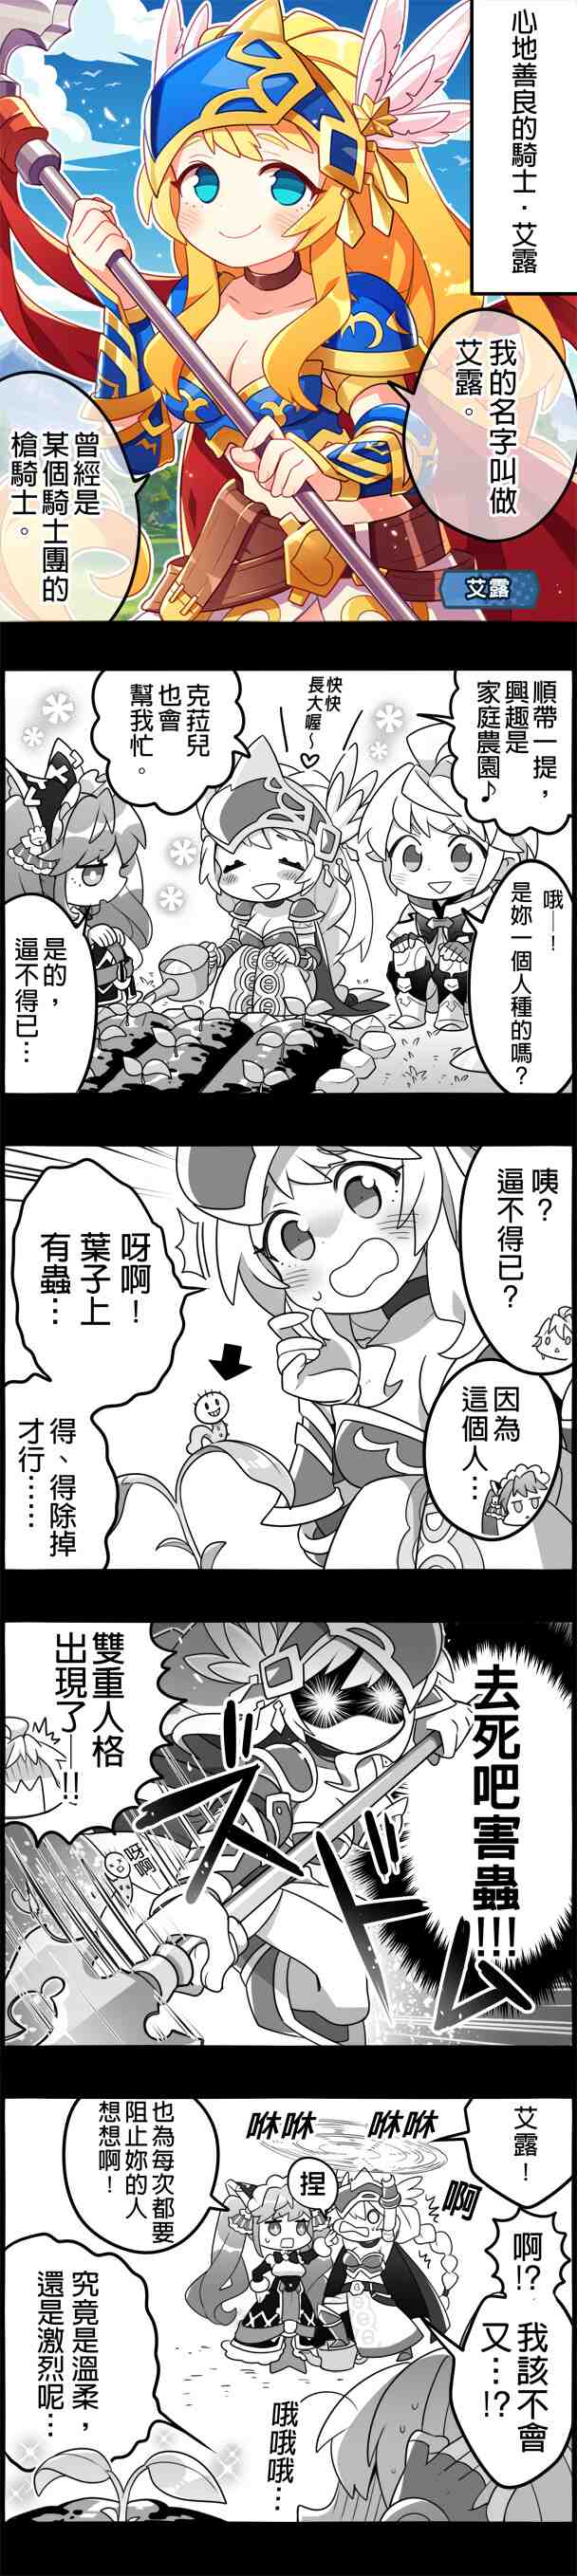 心地善良的騎士．艾露
我的名字叫做
艾露。
曾經是
某個騎士團的
槍騎士。
艾露
順帶一提，
興趣是
家庭農園♪
哦—！
是妳一個人種的嗎？
快快
長大喔～♡
克拉兒
也會
幫我忙。
是的，
逼不得已…
咦？
逼不得已？
因為
這個人…
呀啊！
葉子上
有蟲…
得、得除掉
才行……
去死吧害蟲!!!
雙重人格
出現了—!!
呀啊
ズドドドム
艾露！
啊!?
我該不會
又…!?
啊
咻咻
咻咻
捏
也為每次都要
阻止妳的人
想想啊！
哦哦哦…
究竟是溫柔，
還是激烈呢…